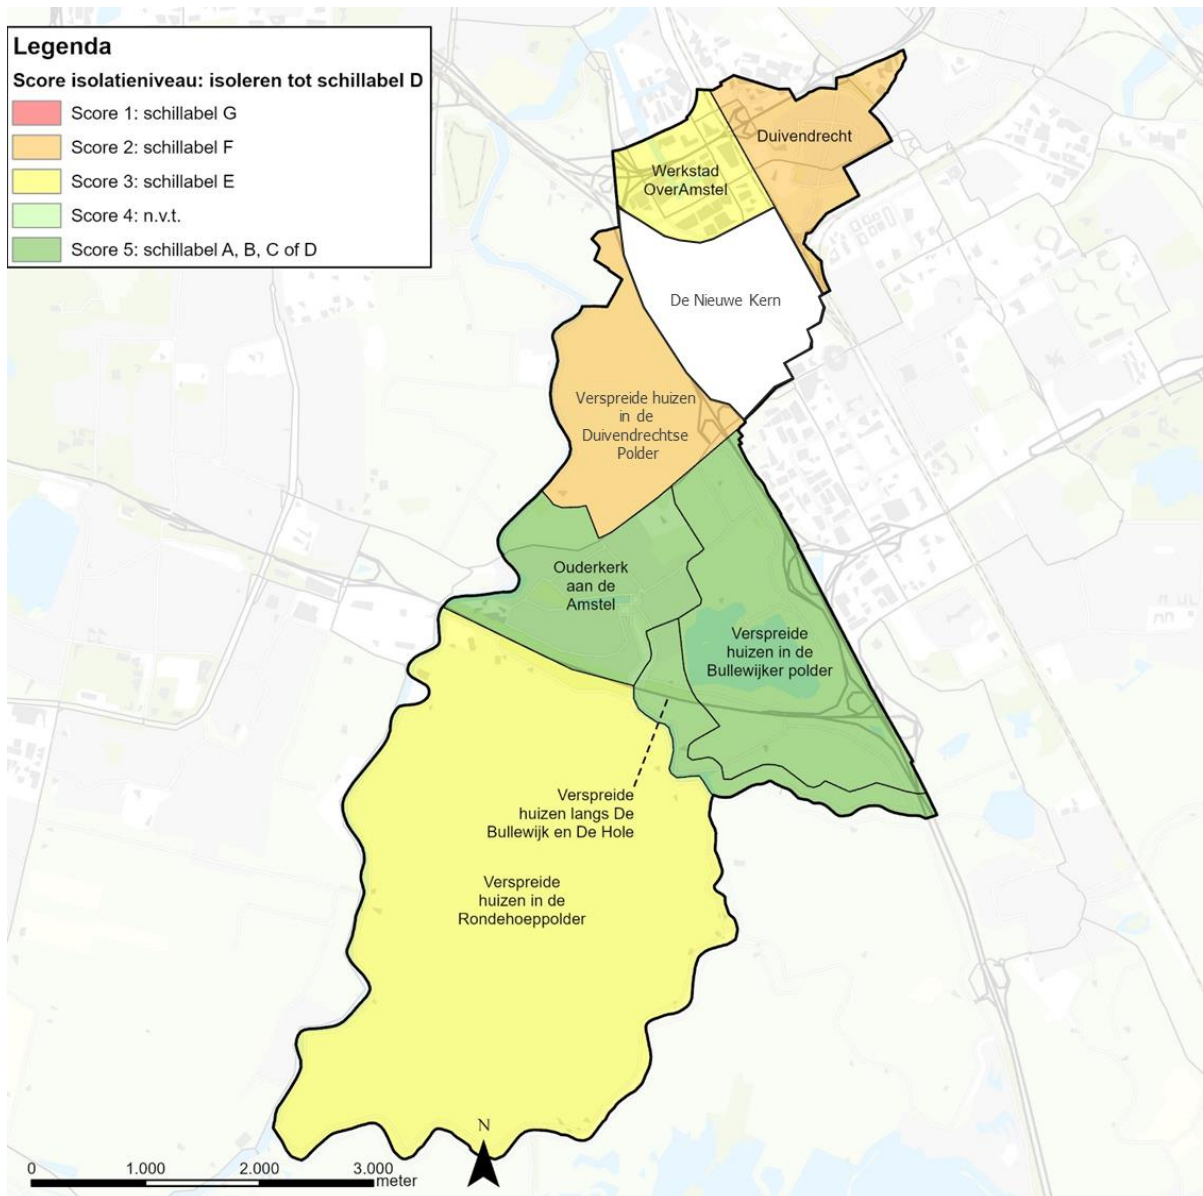 Legenda
Score isolatieniveau: isoleren tot schillabel D
Score 1: schillabel G
Score 2: schillabel F
Score 3: schillabel E
Score 4: n.v.t.
Score 5: schillabel A, B, C of D
Duivendrecht
Werkstad
OverAmstel
De Nieuwe Kern
Verspreide huizen
in de
Duivendrechtse
Polder
Ouderkerk
aan de
Amstel
Verspreide
huizen in de
Bullewijker polder
Verspreide
huizen langs De
Bullewijk en De Hole
Verspreide
huizen in de
Rondehoeppolder
N
0 1.000 2.000 3.000
meter